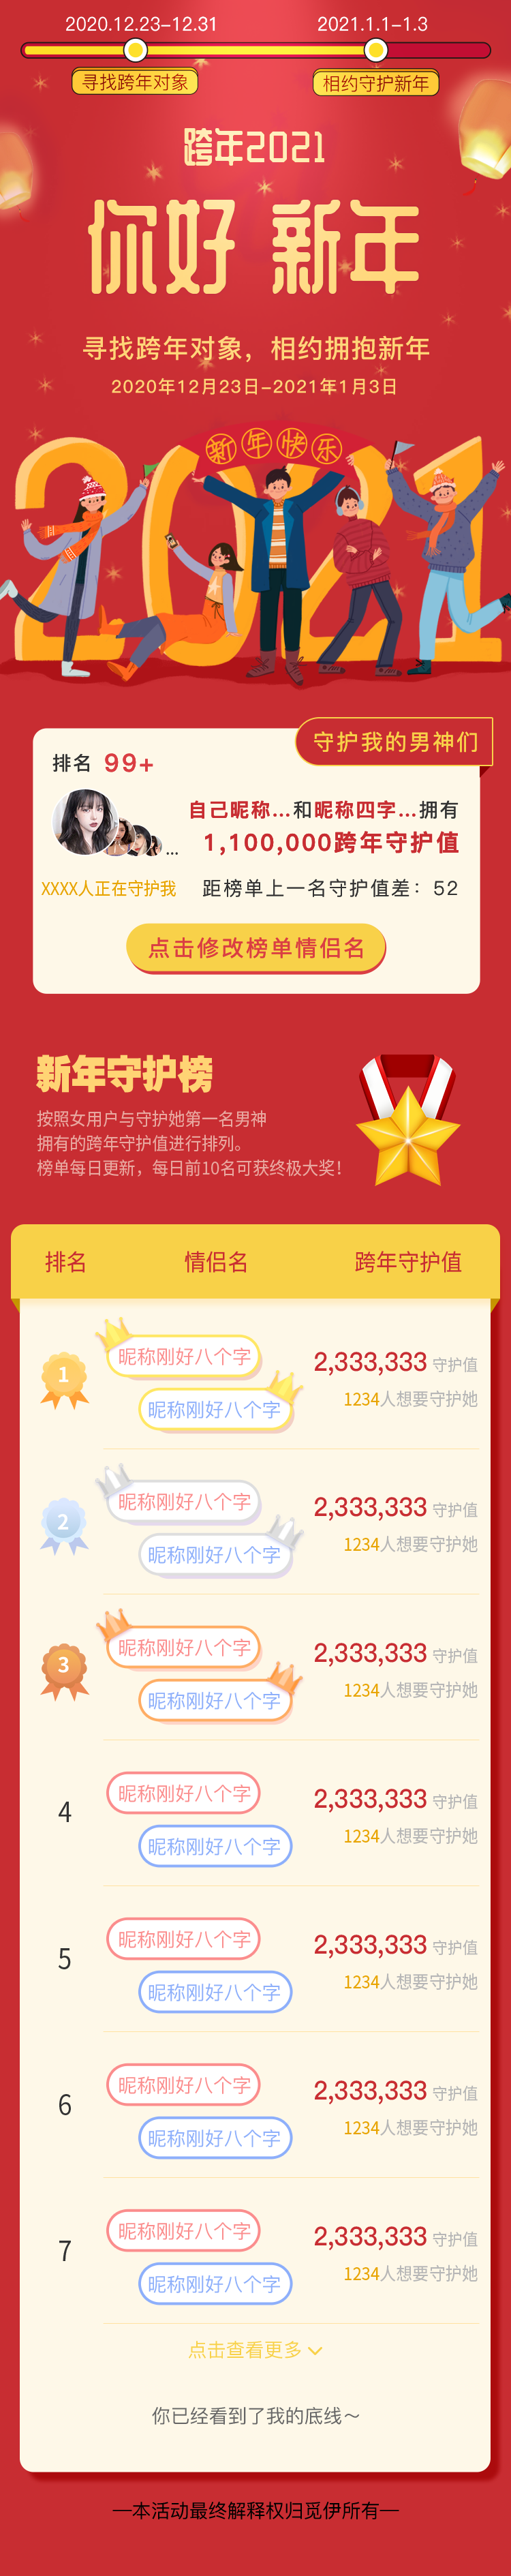 2020.12.23-12.31
2021.1.1-1.3
寻找跨年对象
相约守护新年
跨年2021
你好 新年
寻找跨年对象，相约拥抱新年
2020年12月23日-2021年1月3日
新年快乐
2021
守护我的男神们
排名 99+
自己昵称...和昵称四字...拥有
1,100,000跨年守护值
...
XXXX人正在守护我
距榜单上一名守护值差：52
点击修改榜单情侣名
新年守护榜
按照女用户与守护她第一名男神
拥有的跨年守护值进行排列。
榜单每日更新，每日前10名可获终极大奖！
排名 情侣名 跨年守护值
昵称刚好八个字
2,333,333 守护值
1
1234人想要守护她
昵称刚好八个字
昵称刚好八个字
2,333,333 守护值
2
1234人想要守护她
昵称刚好八个字
昵称刚好八个字
2,333,333 守护值
3
1234人想要守护她
昵称刚好八个字
昵称刚好八个字
2,333,333 守护值
4
1234人想要守护她
昵称刚好八个字
昵称刚好八个字
2,333,333 守护值
5
1234人想要守护她
昵称刚好八个字
昵称刚好八个字
2,333,333 守护值
6
1234人想要守护她
昵称刚好八个字
昵称刚好八个字
2,333,333 守护值
7
1234人想要守护她
昵称刚好八个字
点击查看更多
你已经看到了我的底线～
—本活动最终解释权归觅伊所有—